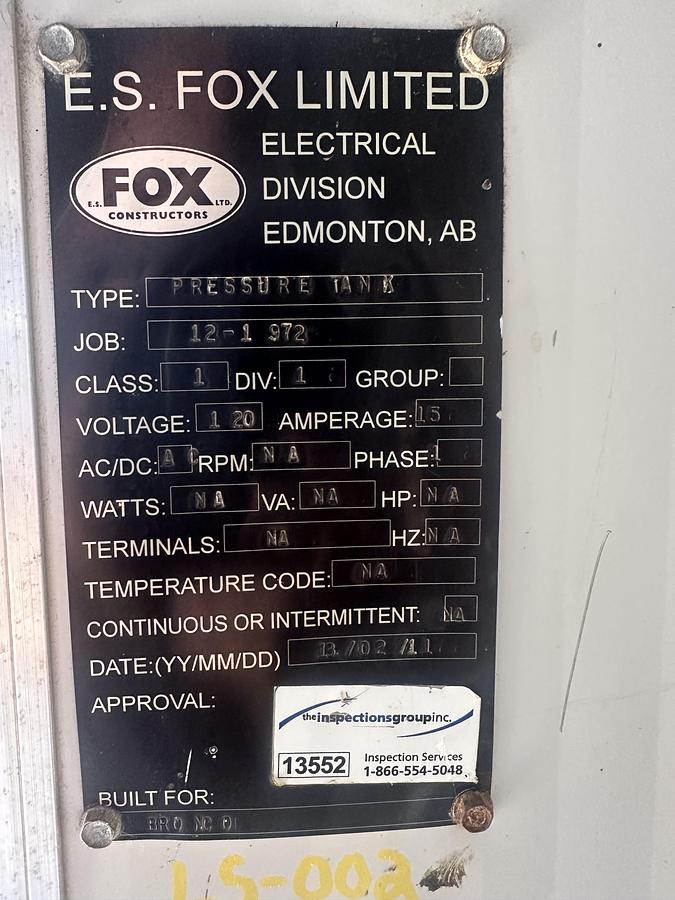 E.S. FOX LIMITED
ELECTRICAL
DIVISION
EDMONTON, AB
E.S. FOX LTD.
CONSTRUCTORS
TYPE: PRESSURE TANK
JOB: 12-1 972
CLASS: 1 DIV: 1 GROUP:
VOLTAGE: 120 AMPERAGE: 15
AC/DC: AC RPM: NA PHASE: 1
WATTS: NA VA: NA HP: NA
TERMINALS: NA HZ: NA
TEMPERATURE CODE: NA
CONTINUOUS OR INTERMITTENT: NA
DATE:(YY/MM/DD) 13/02/11
APPROVAL:
theinspectionsgroupinc.
13552 Inspection Services
1-866-554-5048
BUILT FOR:
LS-002